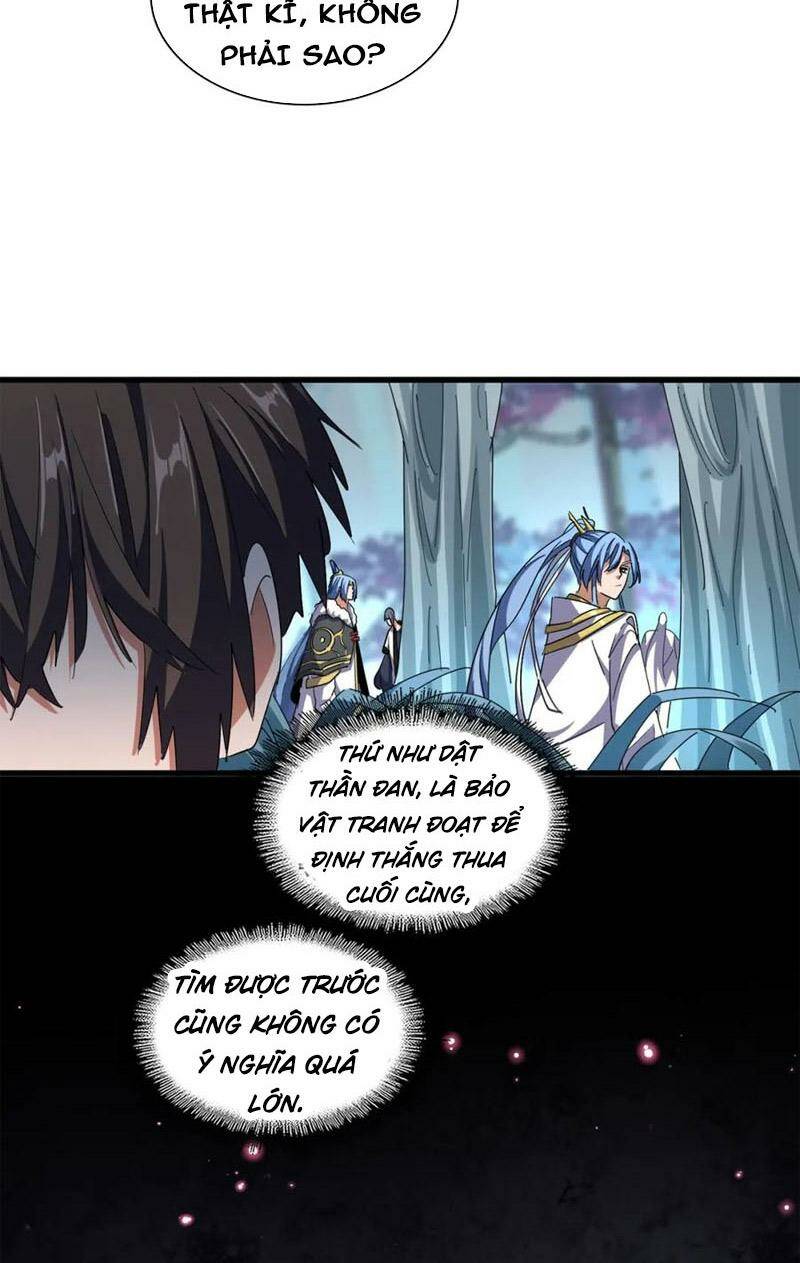 THẬT KĨ, KHÔNG
PHẢI SAO?
THỨ NHƯ DẬT
THẦN ĐAN, LÀ BẢO
VẬT TRANH ĐOẠT ĐỂ
ĐỊNH THẮNG THUA
CUỐI CÙNG,
TÌM ĐƯỢC TRƯỚC
CŨNG KHÔNG CÓ
Ý NGHĨA QUÁ
LỚN.